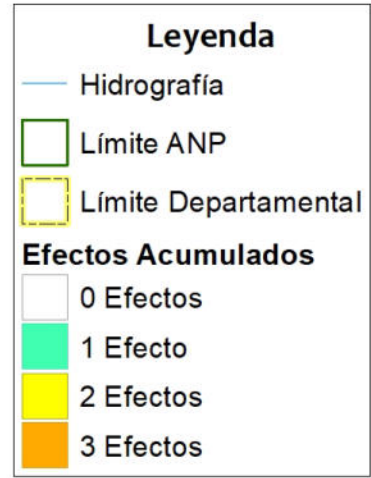 Leyenda
Hidrografía
Límite ANP
Límite Departamental
Efectos Acumulados
0 Efectos
1 Efecto
2 Efectos
3 Efectos